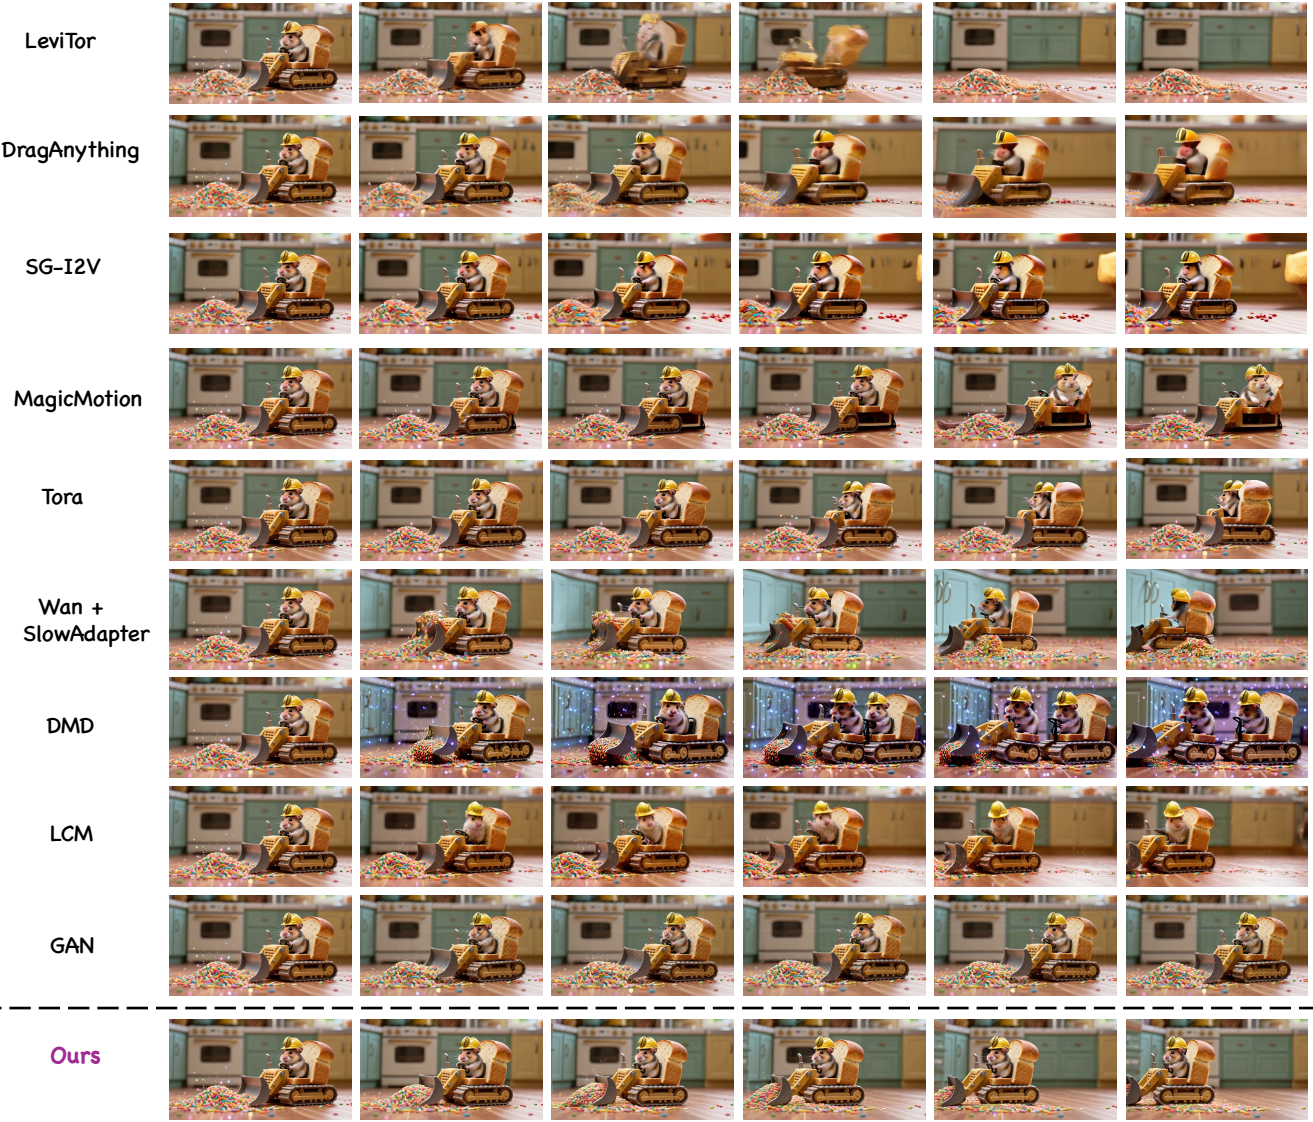 LeviTor
DragAnything
SG-I2V
MagicMotion
Tora
Wan +
SlowAdapter
DMD
LCM
GAN
Ours